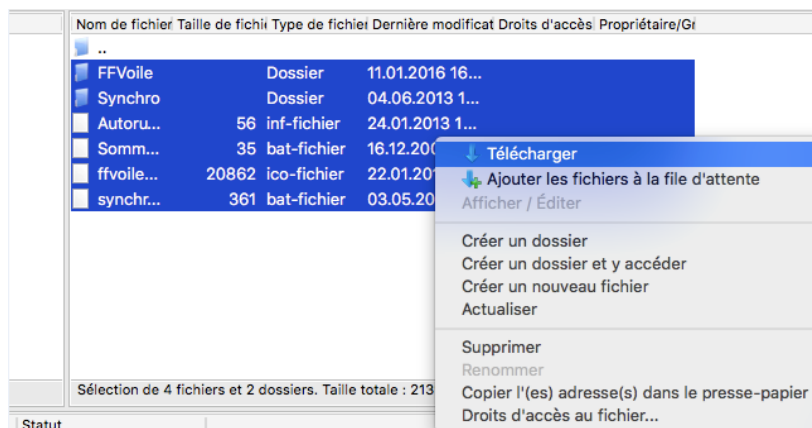 Nom de fichier Taille de fichi Type de fichier Dernière modificat Droits d'accès Propriétaire/Gr
..
FFVoile Dossier 11.01.2016 16...
Synchro Dossier 04.06.2013 1...
Autoru... 56 inf-fichier 24.01.2013 1...
Somm... 35 bat-fichier 16.12.200
ffvoile... 20862 ico-fichier 22.01.201
synchr... 361 bat-fichier 03.05.20
Télécharger
Ajouter les fichiers à la file d'attente
Afficher / Éditer
Créer un dossier
Créer un dossier et y accéder
Créer un nouveau fichier
Actualiser
Supprimer
Renommer
Copier l'(es) adresse(s) dans le presse-papier
Droits d'accès au fichier...
Sélection de 4 fichiers et 2 dossiers. Taille totale : 213
Statut